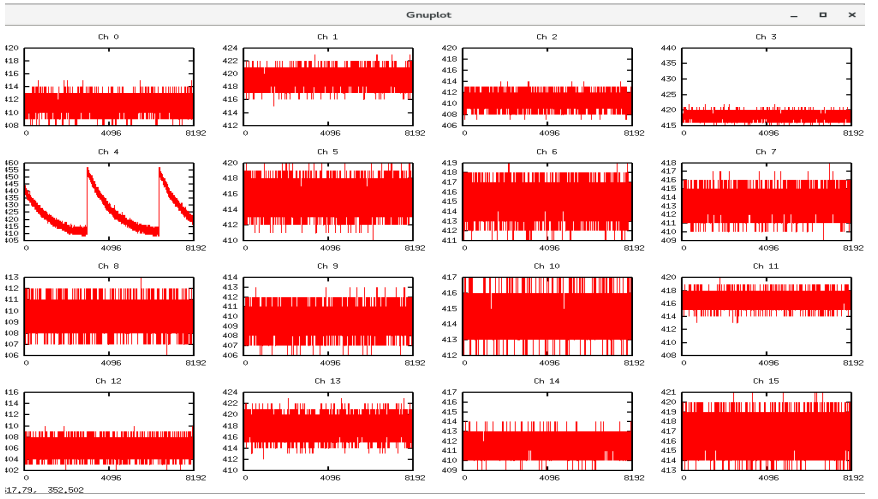 Gnuplot
Ch 0 Ch 1 Ch 2 Ch 3
420 418 416 414 412 410 408 0 4096 8192
424 422 420 418 416 414 412 0 4096 8192
420 418 416 414 412 410 408 406 0 4096 8192
440 435 430 425 420 415 0 4096 8192
Ch 4 Ch 5 Ch 6 Ch 7
460 455 450 445 440 435 430 425 420 415 410 405 0 4096 8192
420 418 416 414 412 410 0 4096 8192
419 418 417 416 415 414 413 412 411 0 4096 8192
418 417 416 415 414 413 412 411 410 409 0 4096 8192
Ch 8 Ch 9 Ch 10 Ch 11
413 412 411 410 409 408 407 406 0 4096 8192
414 413 412 411 410 409 408 407 406 0 4096 8192
417 416 415 414 413 412 0 4096 8192
420 418 416 414 412 410 408 0 4096 8192
Ch 12 Ch 13 Ch 14 Ch 15
416 414 412 410 408 406 404 402 0 4096 8192
424 422 420 418 416 414 412 410 0 4096 8192
417 416 415 414 413 412 411 410 409 0 4096 8192
421 420 419 418 417 416 415 414 413 0 4096 8192
617.79, 352.502